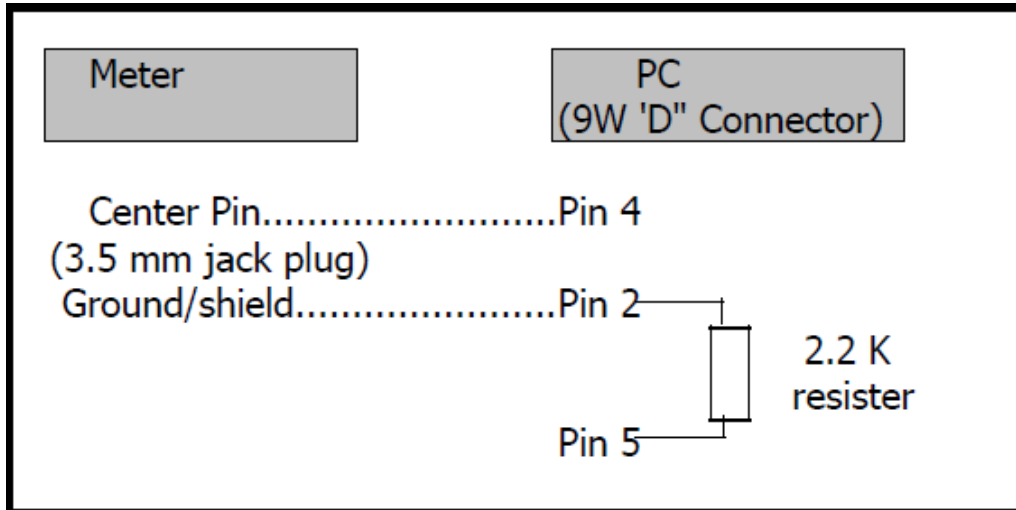 Meter
PC
(9W 'D" Connector)
Center Pin..........................Pin 4
(3.5 mm jack plug)
Ground/shield.......................Pin 2
2.2 K
resister
Pin 5